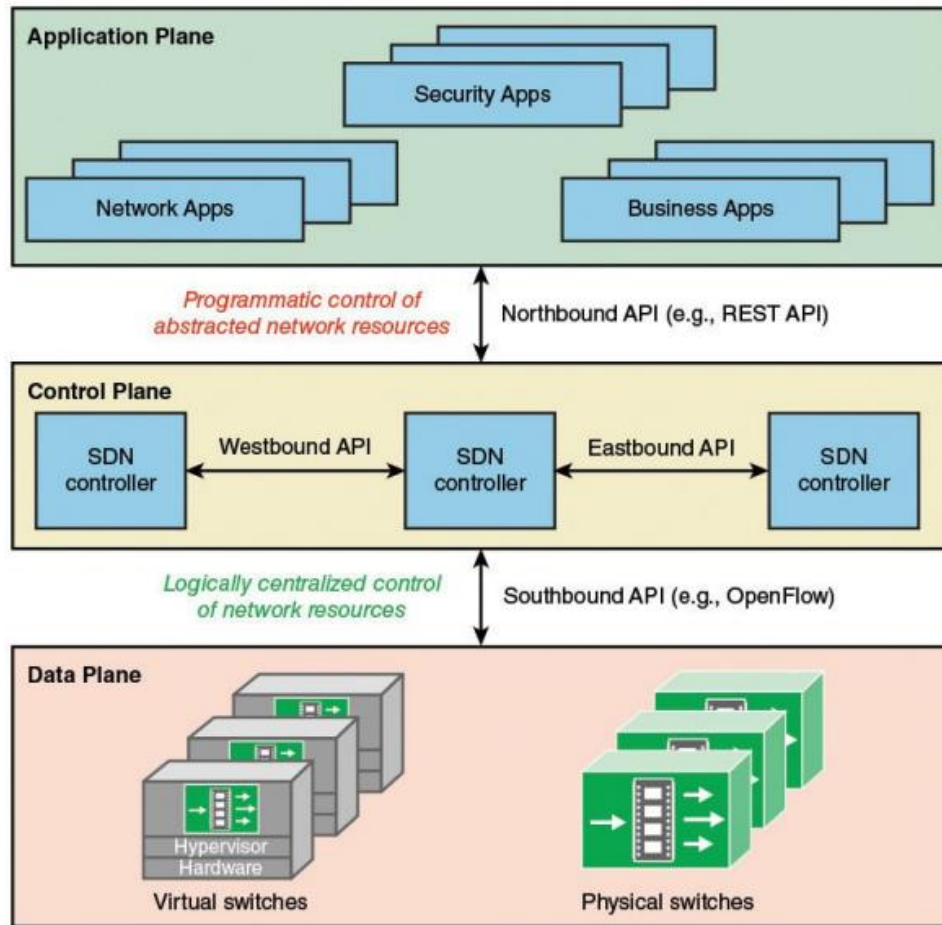 Application Plane
Security Apps
Network Apps
Business Apps
Programmatic control of
abstracted network resources
Northbound API (e.g., REST API)
Control Plane
SDN
controller
Westbound API
SDN
controller
Eastbound API
SDN
controller
Logically centralized control
of network resources
Southbound API (e.g., OpenFlow)
Data Plane
Hypervisor
Hardware
Virtual switches
Physical switches